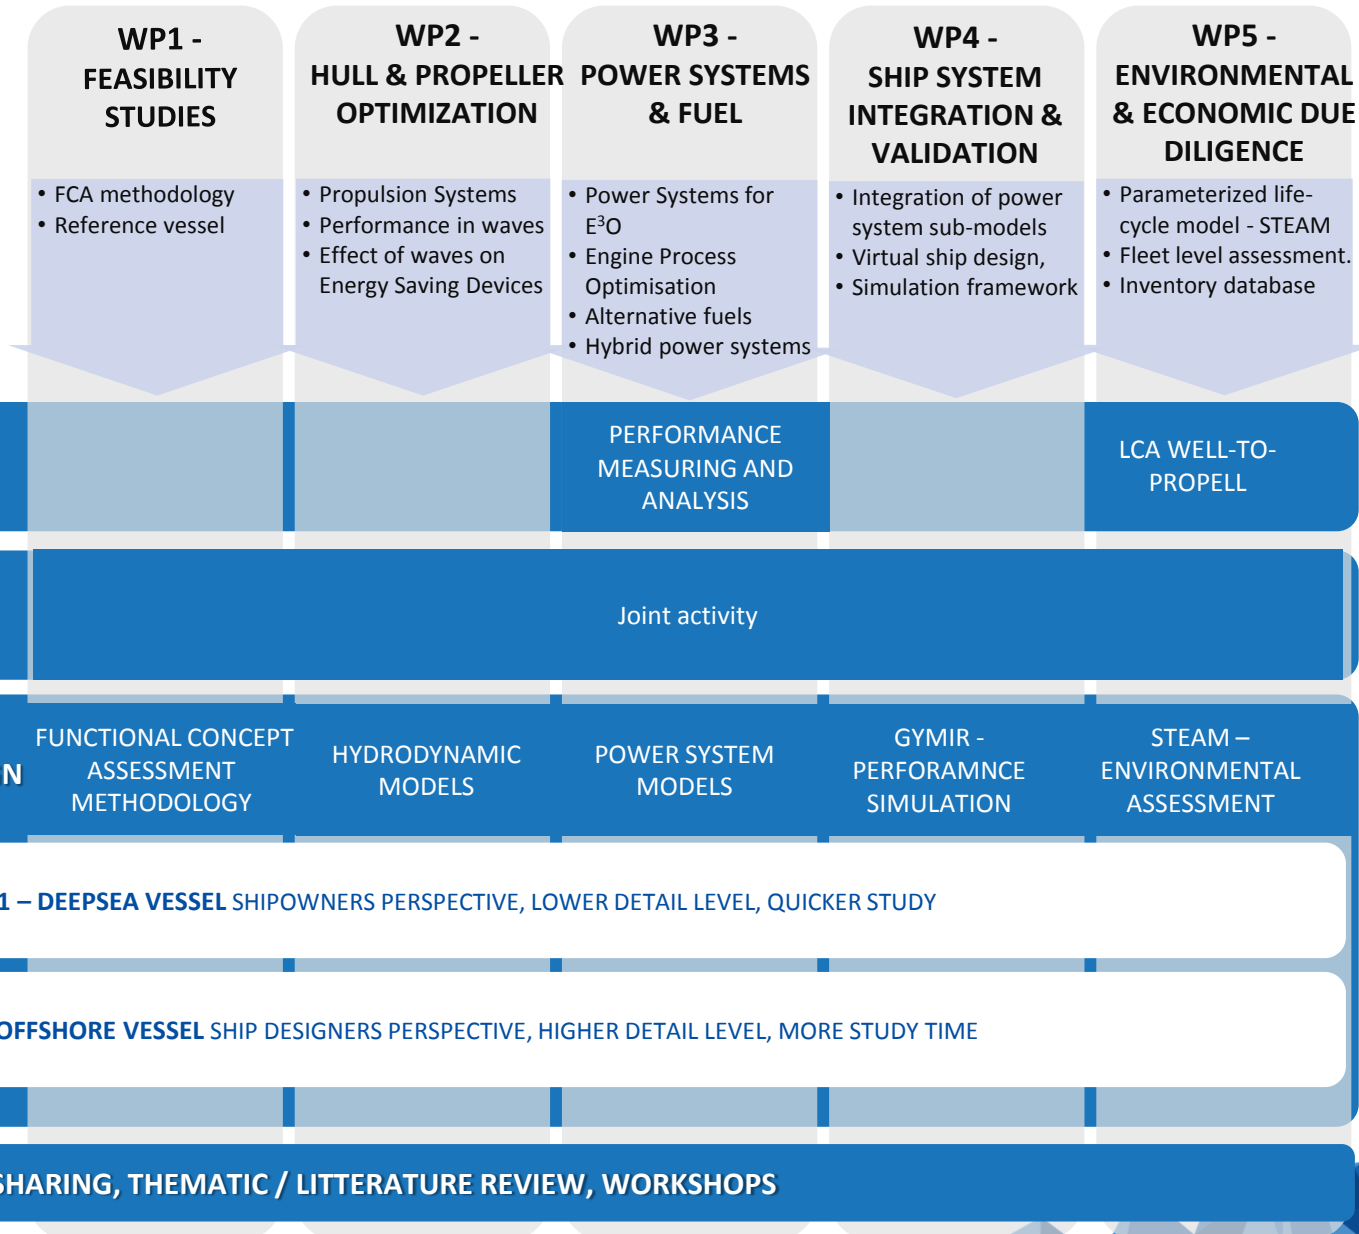 WP1 -
FEASIBILITY
STUDIES
• FCA methodology
• Reference vessel
WP2 -
HULL & PROPELLER
OPTIMIZATION
• Propulsion Systems
• Performance in waves
• Effect of waves on
Energy Saving Devices
WP3 -
POWER SYSTEMS
& FUEL
• Power Systems for
E³O
• Engine Process
Optimisation
• Alternative fuels
• Hybrid power systems
WP4 -
SHIP SYSTEM
INTEGRATION &
VALIDATION
• Integration of power
system sub-models
• Virtual ship design,
• Simulation framework
WP5 -
ENVIRONMENTAL
& ECONOMIC DUE
DILIGENCE
• Parameterized life-
cycle model - STEAM
• Fleet level assessment.
• Inventory database
PERFORMANCE
MEASURING AND
ANALYSIS
LCA WELL-TO-
PROPELL
Joint activity
N
FUNCTIONAL CONCEPT
ASSESSMENT
METHODOLOGY
HYDRODYNAMIC
MODELS
POWER SYSTEM
MODELS
GYMIR -
PERFORAMNCE
SIMULATION
STEAM –
ENVIRONMENTAL
ASSESSMENT
1 – DEEPSEA VESSEL SHIPOWNERS PERSPECTIVE, LOWER DETAIL LEVEL, QUICKER STUDY
OFFSHORE VESSEL SHIP DESIGNERS PERSPECTIVE, HIGHER DETAIL LEVEL, MORE STUDY TIME
SHARING, THEMATIC / LITTERATURE REVIEW, WORKSHOPS